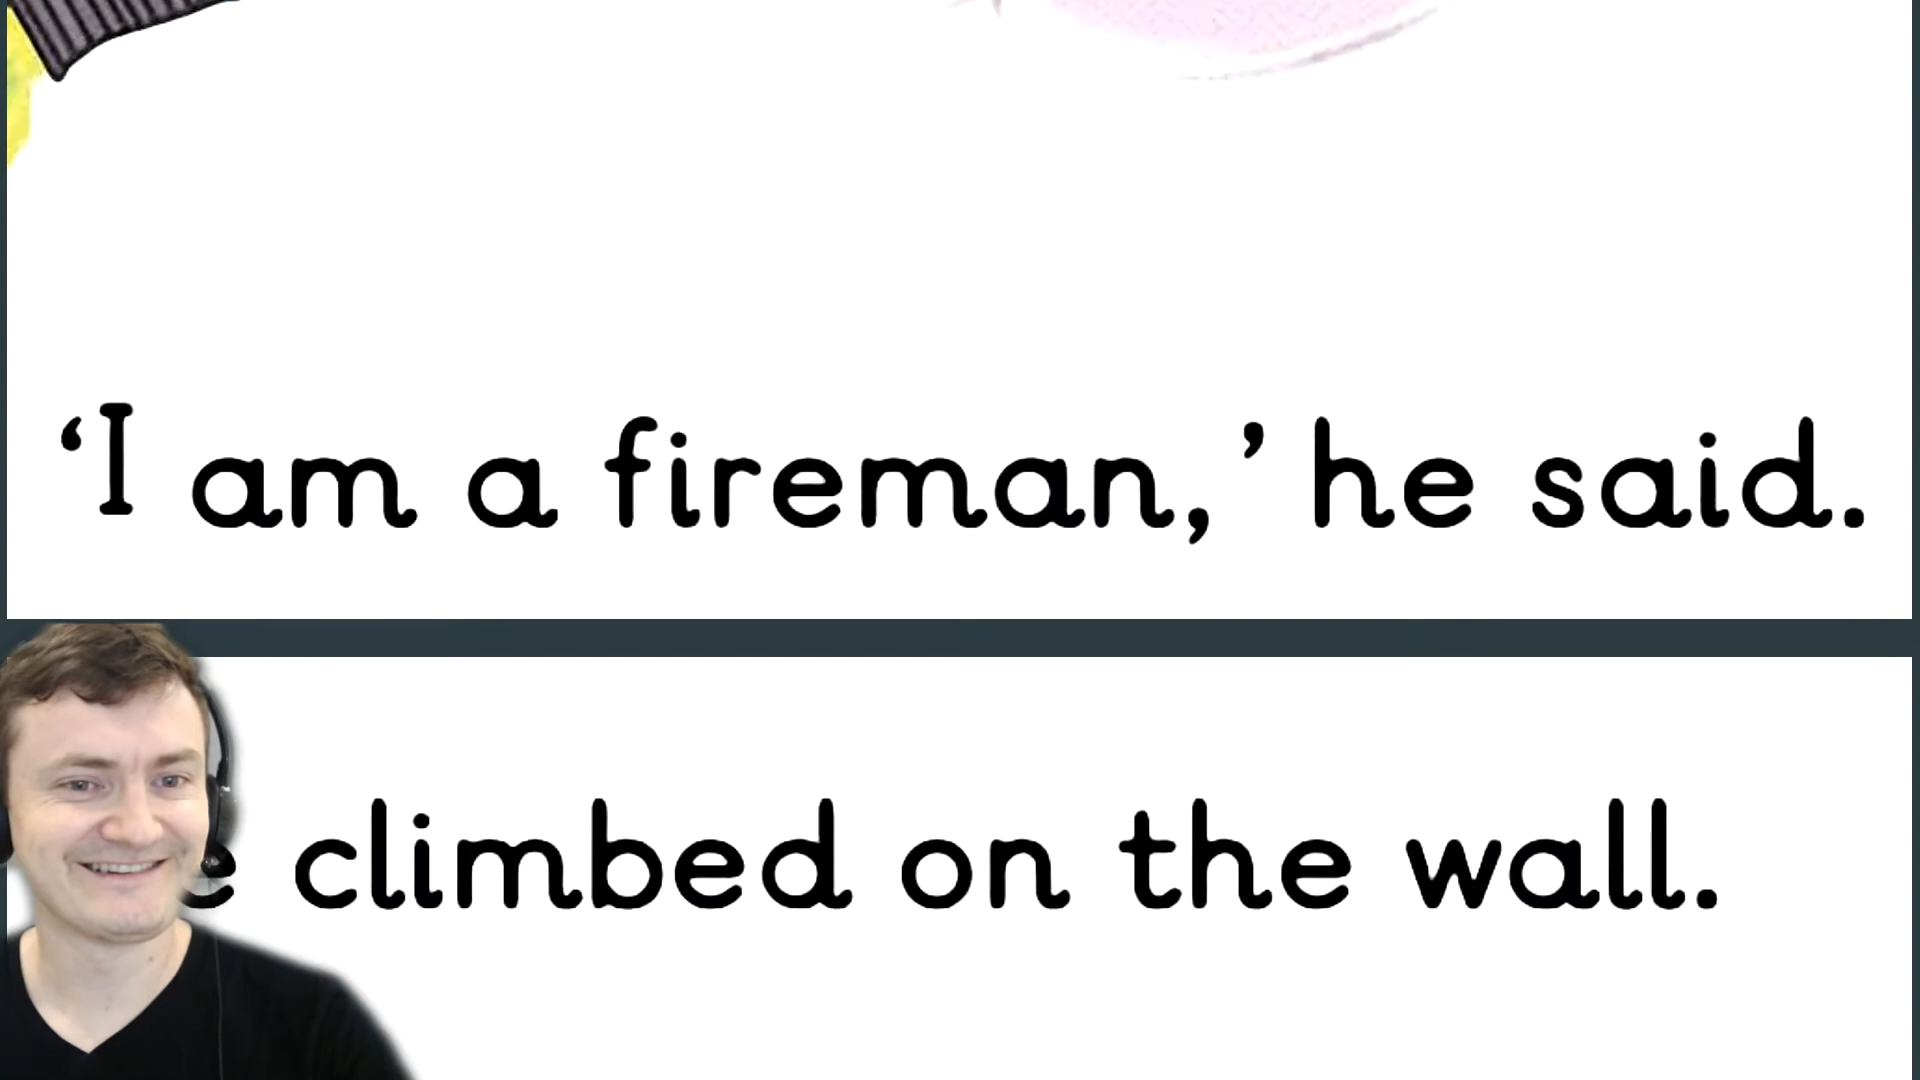 ‘I am a fireman,’ he said.
climbed on the wall.